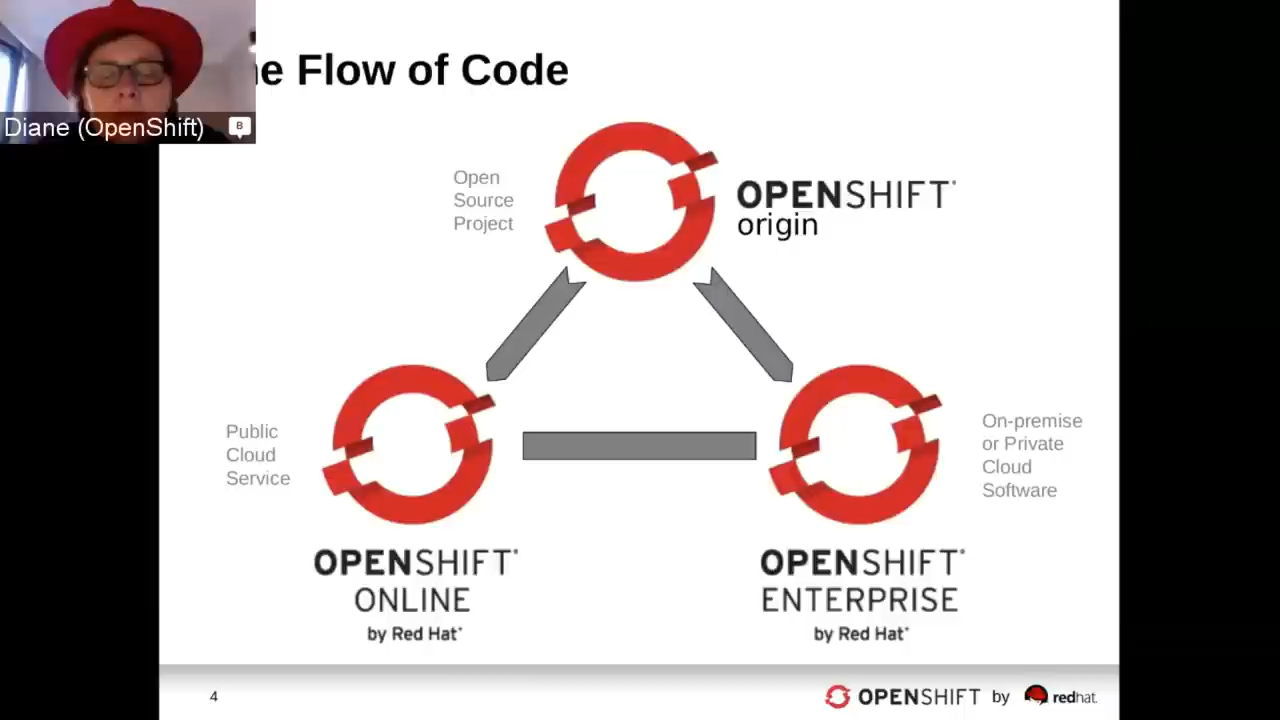 Flow of Code
Diane (OpenShift)
B
Open
Source
Project
OPENSHIFT
origin
Public
Cloud
Service
On-premise
or Private
Cloud
Software
OPENSHIFT
ONLINE
by Red Hat
OPENSHIFT
ENTERPRISE
by Red Hat
4
OPENSHIFT by redhat.